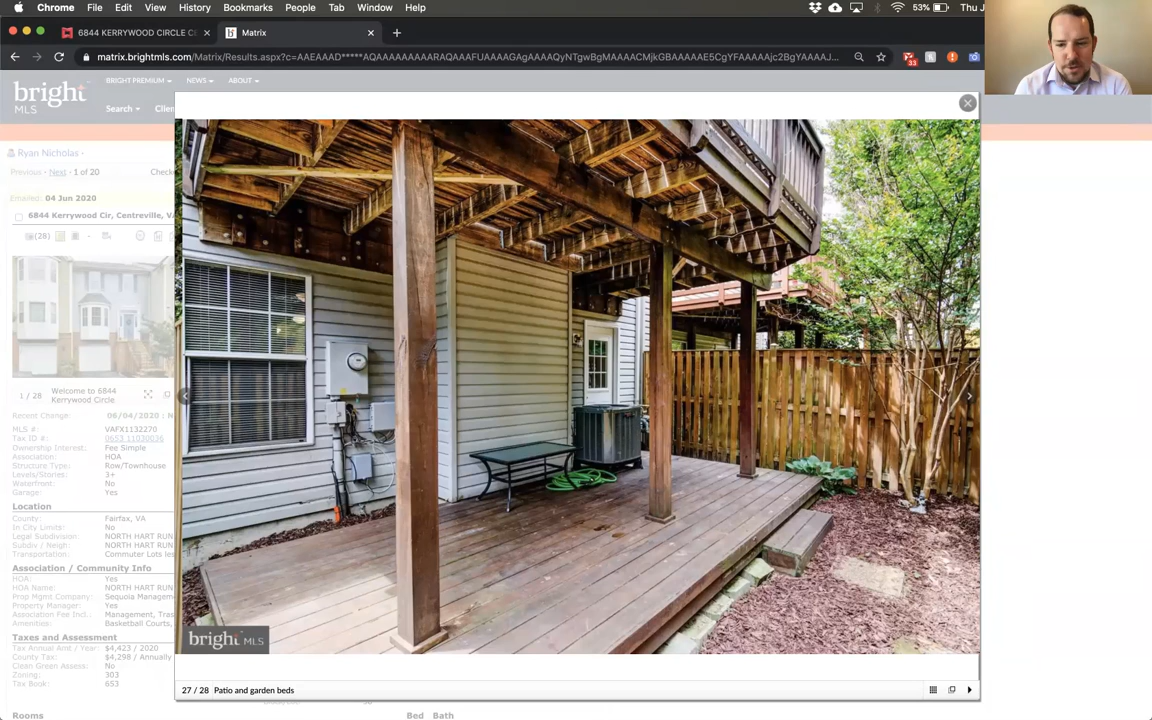 Chrome File Edit View History Bookmarks People Tab Window Help 53% Thu J
6844 KERRYWOOD CIRCLE C
Matrix
matrix.brightmls.com/Matrix/Results.aspx?c=AAEAAAD*****AQAAAAAAAAARAQAAAFUAAAAGAgAAAAQyNTgwBgMAAAACMjkGBAAAAAE5CgYFAAAAAjc2BgYAAAAJ...
33
BRIGHT PREMIUM NEWS ABOUT
bright
MLS
Search Clien
Ryan Nicholas
Previous · Next · 1 of 20 Check
Emailed: 04 Jun 2020
6844 Kerrywood Cir, Centreville, VA
(28)
1 / 28 Welcome to 6844
Kerrywood Circle
Recent Change: 06/04/2020 : N
MLS #: VAFX1132270
Tax ID #: 0653 11030036
Ownership Interest: Fee Simple
Association: HOA
Structure Type: Row/Townhouse
Levels/Stories: 3+
Waterfront: No
Garage: Yes
Location
County: Fairfax, VA
In City Limits: No
Legal Subdivision: NORTH HART RUN
Subdiv / Neigh: NORTH HART RUN
Transportation: Commuter Lots les
Association / Community Info
HOA: Yes
HOA Name: NORTH HART RUN
Prop Mgmt Company: Sequoia Managem
Property Manager: Yes
Association Fee Incl.: Management, Tras
Amenities: Basketball Courts,
Taxes and Assessment
Tax Annual Amt / Year: $4,423 / 2020
County Tax: $4,298 / Annually
Clean Green Assess: No
Zoning: 303
Tax Book: 653
Rooms Bed Bath
bright MLS
27 / 28 Patio and garden beds